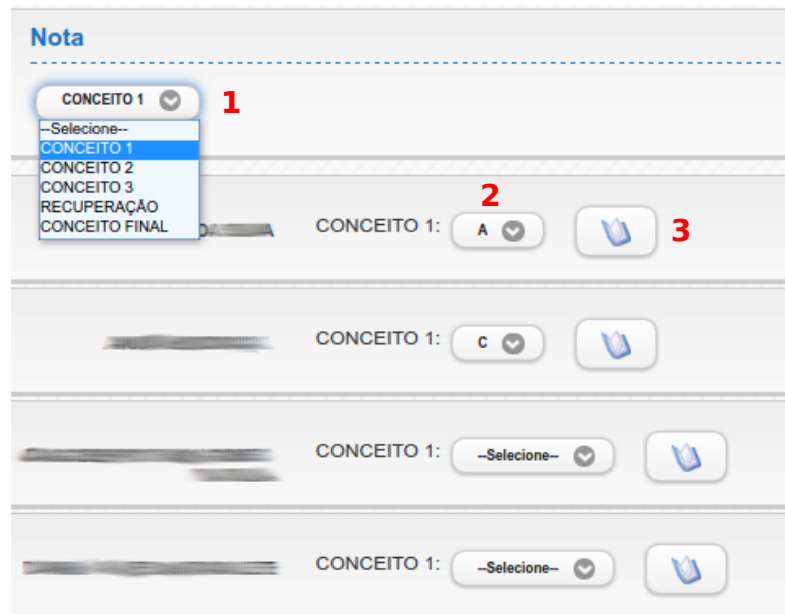 Nota
CONCEITO 1
1
--Selecione--
CONCEITO 1
CONCEITO 2
CONCEITO 3
RECUPERAÇÃO
CONCEITO FINAL
2
CONCEITO 1: A
3
CONCEITO 1: C
CONCEITO 1: --Selecione--
CONCEITO 1: --Selecione--